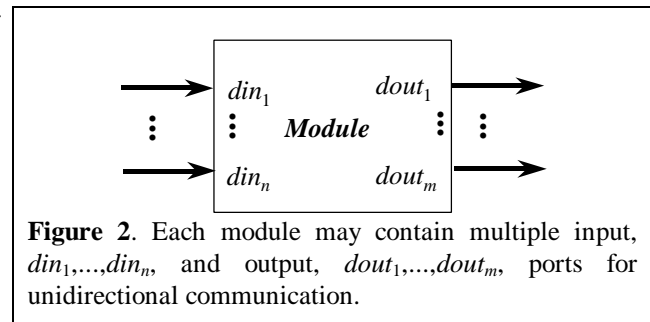 din₁ dout₁
Module
dinₙ doutₘ
Figure 2. Each module may contain multiple input,
din₁,...,dinₙ, and output, dout₁,...,doutₘ, ports for
unidirectional communication.